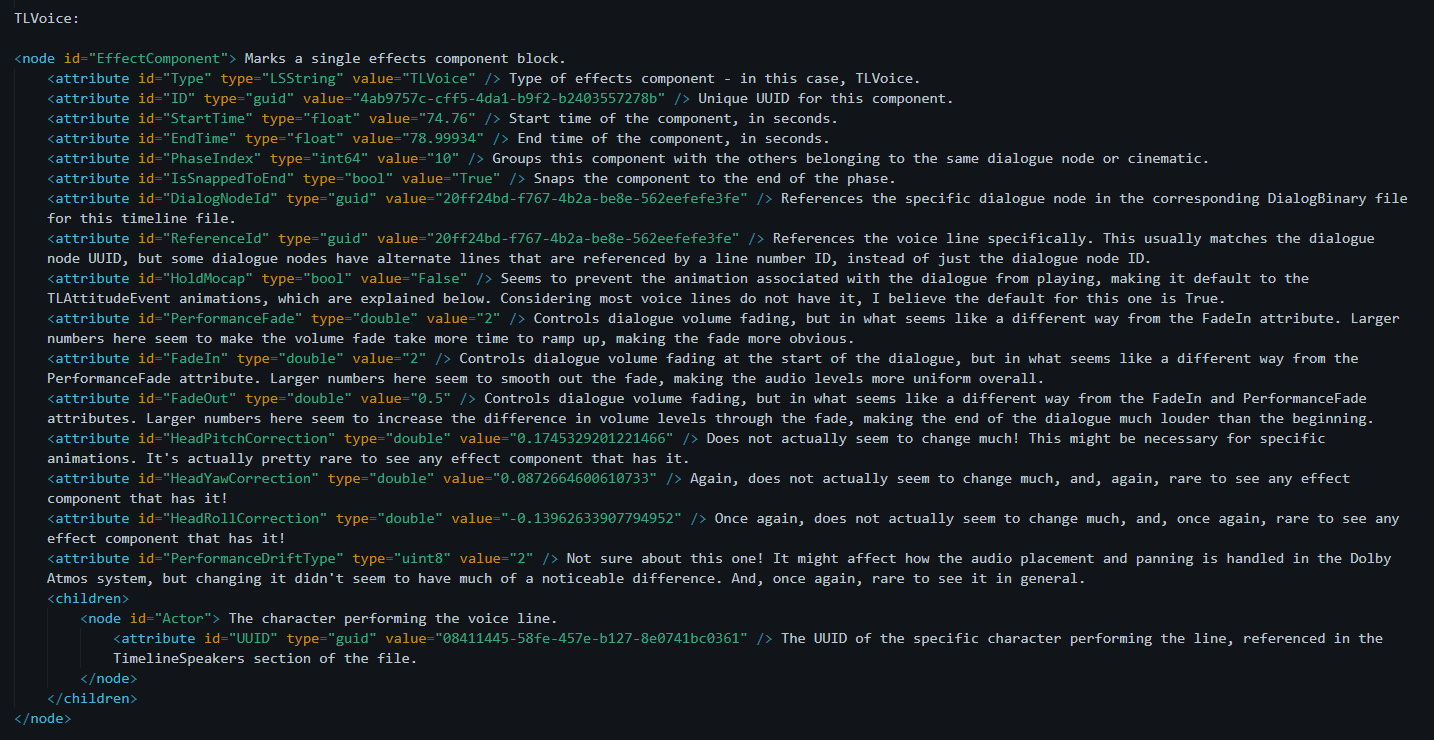 TLVoice:
<node id="EffectComponent"> Marks a single effects component block.
<attribute id="Type" type="LSString" value="TLVoice" /> Type of effects component - in this case, TLVoice.
<attribute id="ID" type="guid" value="4ab9757c-cff5-4da1-b9f2-b2403557278b" /> Unique UUID for this component.
<attribute id="StartTime" type="float" value="74.76" /> Start time of the component, in seconds.
<attribute id="EndTime" type="float" value="78.99934" /> End time of the component, in seconds.
<attribute id="PhaseIndex" type="int64" value="10" /> Groups this component with the others belonging to the same dialogue node or cinematic.
<attribute id="IsSnappedToEnd" type="bool" value="True" /> Snaps the component to the end of the phase.
<attribute id="DialogNodeId" type="guid" value="20ff24bd-f767-4b2a-be8e-562eefefe3fe" /> References the specific dialogue node in the corresponding DialogBinary file
for this timeline file.
<attribute id="ReferenceId" type="guid" value="20ff24bd-f767-4b2a-be8e-562eefefe3fe" /> References the voice line specifically. This usually matches the dialogue
node UUID, but some dialogue nodes have alternate lines that are referenced by a line number ID, instead of just the dialogue node ID.
<attribute id="HoldMocap" type="bool" value="False" /> Seems to prevent the animation associated with the dialogue from playing, making it default to the
TLAttitudeEvent animations, which are explained below. Considering most voice lines do not have it, I believe the default for this one is True.
<attribute id="PerformanceFade" type="double" value="2" /> Controls dialogue volume fading, but in what seems like a different way from the FadeIn attribute. Larger
numbers here seem to make the volume fade take more time to ramp up, making the fade more obvious.
<attribute id="FadeIn" type="double" value="2" /> Controls dialogue volume fading at the start of the dialogue, but in what seems like a different way from the
PerformanceFade attribute. Larger numbers here seem to smooth out the fade, making the audio levels more uniform overall.
<attribute id="FadeOut" type="double" value="0.5" /> Controls dialogue volume fading, but in what seems like a different way from the FadeIn and PerformanceFade
attributes. Larger numbers here seem to increase the difference in volume levels through the fade, making the end of the dialogue much louder than the beginning.
<attribute id="HeadPitchCorrection" type="double" value="0.1745329201221466" /> Does not actually seem to change much! This might be necessary for specific
animations. It's actually pretty rare to see any effect component that has it.
<attribute id="HeadYawCorrection" type="double" value="0.0872664600610733" /> Again, does not actually seem to change much, and, again, rare to see any effect
component that has it!
<attribute id="HeadRollCorrection" type="double" value="-0.13962633907794952" /> Once again, does not actually seem to change much, and, once again, rare to see any
effect component that has it!
<attribute id="PerformanceDriftType" type="uint8" value="2" /> Not sure about this one! It might affect how the audio placement and panning is handled in the Dolby
Atmos system, but changing it didn't seem to have much of a noticeable difference. And, once again, rare to see it in general.
<children>
<node id="Actor"> The character performing the voice line.
<attribute id="UUID" type="guid" value="08411445-58fe-457e-b127-8e0741bc0361" /> The UUID of the specific character performing the line, referenced in the
TimelineSpeakers section of the file.
</node>
</children>
</node>